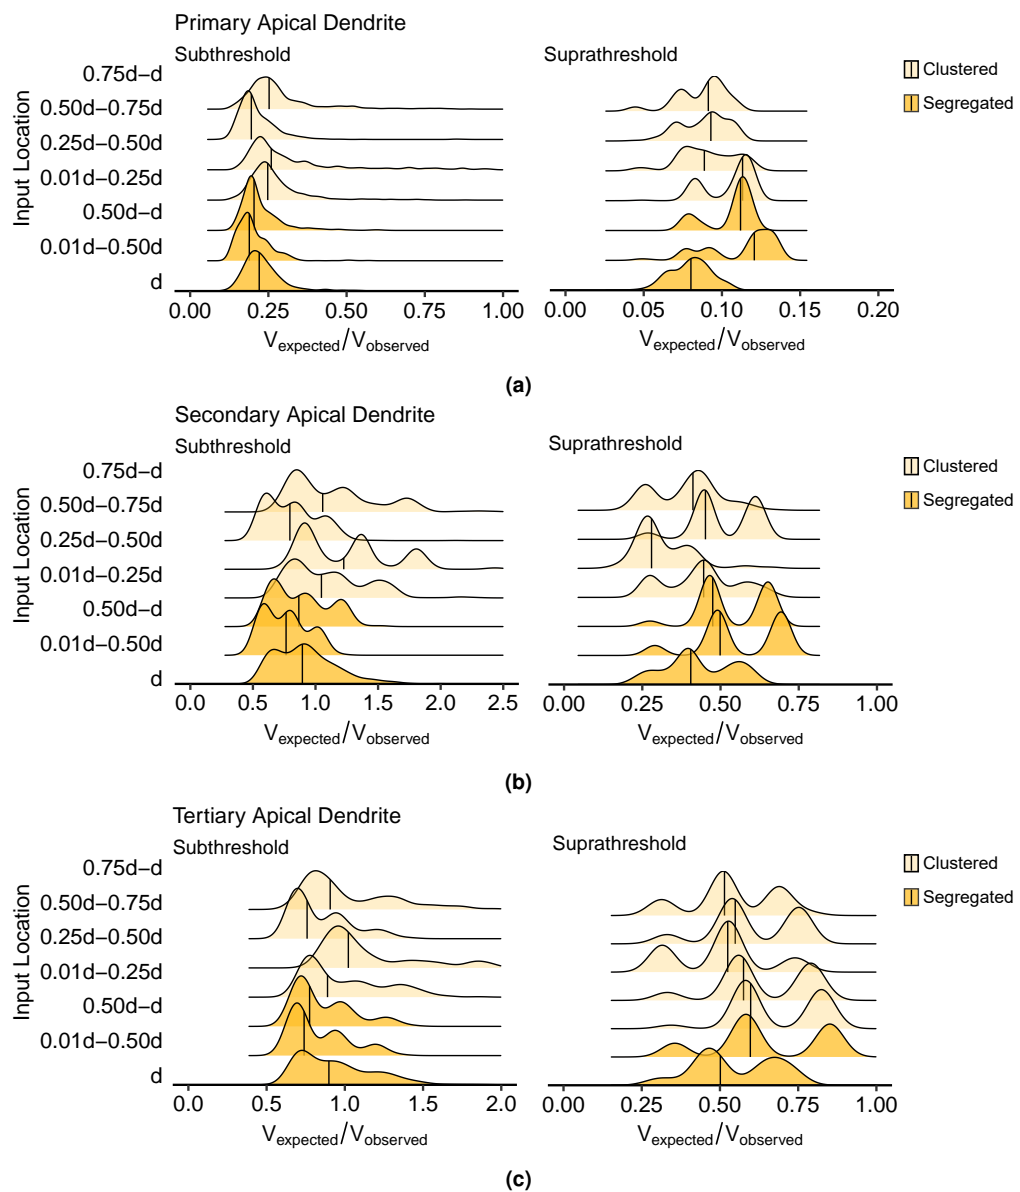 Primary Apical Dendrite
Subthreshold
Suprathreshold
Input Location
0.75d−d
0.50d−0.75d
0.25d−0.50d
0.01d−0.25d
0.50d−d
0.01d−0.50d
d
0.00 0.25 0.50 0.75 1.00
0.00 0.05 0.10 0.15 0.20
Vexpected/Vobserved
Vexpected/Vobserved
Clustered
Segregated
(a)
Secondary Apical Dendrite
Subthreshold
Suprathreshold
Input Location
0.75d−d
0.50d−0.75d
0.25d−0.50d
0.01d−0.25d
0.50d−d
0.01d−0.50d
d
0.0 0.5 1.0 1.5 2.0 2.5
0.00 0.25 0.50 0.75 1.00
Vexpected/Vobserved
Vexpected/Vobserved
Clustered
Segregated
(b)
Tertiary Apical Dendrite
Subthreshold
Suprathreshold
Input Location
0.75d−d
0.50d−0.75d
0.25d−0.50d
0.01d−0.25d
0.50d−d
0.01d−0.50d
d
0.0 0.5 1.0 1.5 2.0
0.00 0.25 0.50 0.75 1.00
Vexpected/Vobserved
Vexpected/Vobserved
Clustered
Segregated
(c)